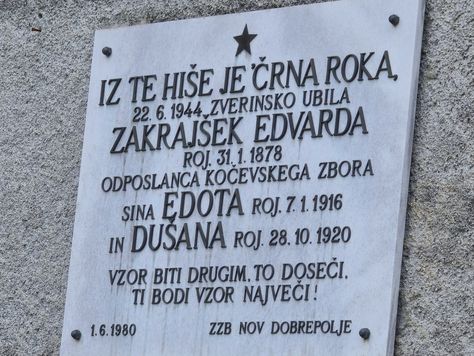 IZ TE HIŠE JE 'ČRNA ROKA,
22. 6. 1944 ZVERINSKO UBILA
ZAKRAJŠEK EDVARDA
ROJ. 31. 1. 1878
ODPOSLANCA KOČEVSKEGA ZBORA
SINA EDOTA ROJ. 7. 1. 1916
IN DUŠANA ROJ. 28. 10. 1920
VZOR BITI DRUGIM, TO DOSEČI,
TI BODI VZOR NAJVEČI!
1. 6. 1980 ZZB NOV DOBREPOLJE